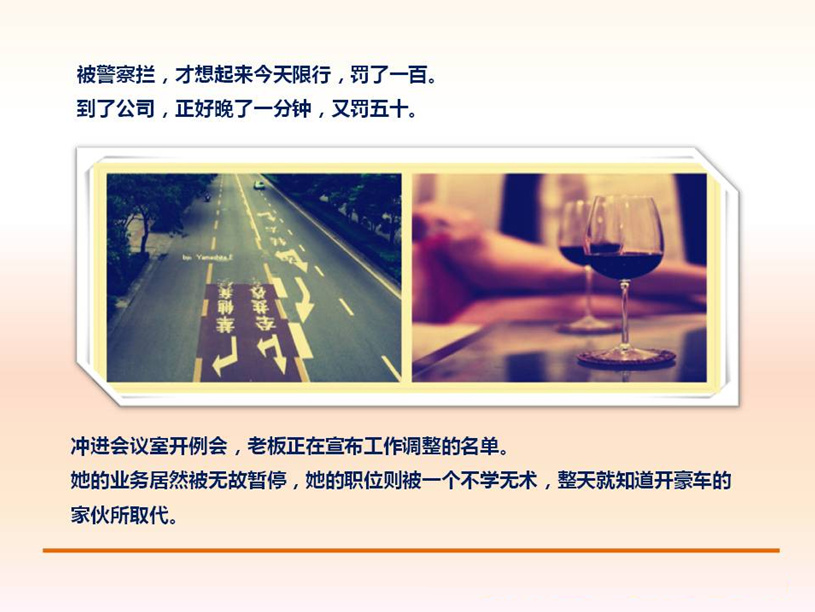 被警察拦，才想起来今天限行，罚了一百。
到了公司，正好晚了一分钟，又罚五十。
by: Yamashita.E
冲进会议室开例会，老板正在宣布工作调整的名单。
她的业务居然被无故暂停，她的职位则被一个不学无术，整天就知道开豪车的
家伙所取代。